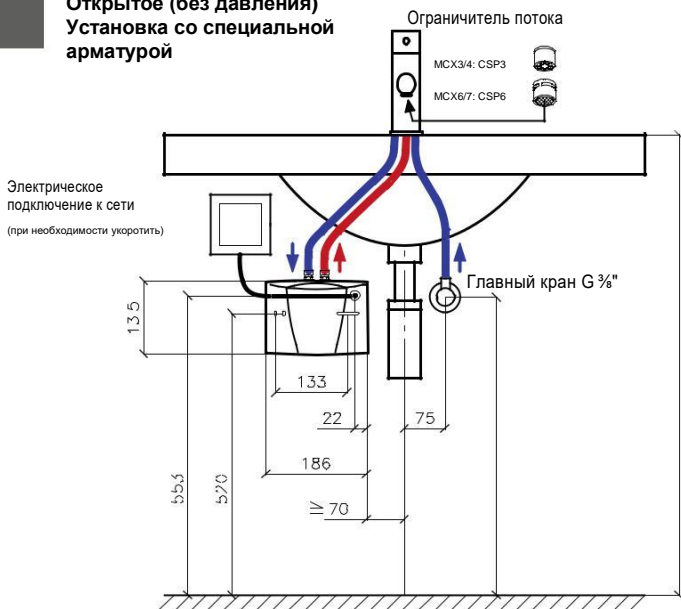 Открытое (без давления)
Установка со специальной
арматурой
Ограничитель потока
MCX3/4: CSP3
MCX6/7: CSP6
Электрическое
подключение к сети
(при необходимости укоротить)
Главный кран G ⅜"
135
133
22
75
186
553
520
≥ 70